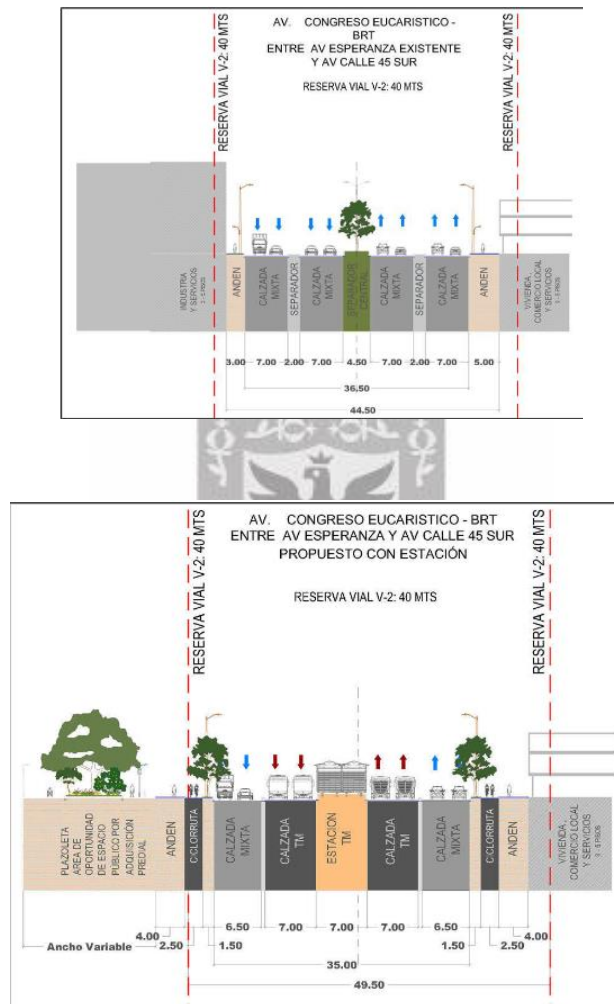 AV. CONGRESO EUCARISTICO -
BRT
ENTRE AV ESPERANZA EXISTENTE
Y AV CALLE 45 SUR
RESERVA VIAL V-2: 40 MTS
RESERVA VIAL V-2: 40 MTS
RESERVA VIAL V-2: 40 MTS
INDUSTRIA
Y SERVICIOS
ANDEN
CALZADA
MIXTA
SEPARADOR
CALZADA
MIXTA
SEPARADOR
CENTRAL
CALZADA
MIXTA
SEPARADOR
CALZADA
MIXTA
ANDEN
VIVIENDA,
COMERCIO LOCAL
Y SERVICIOS
3.00 7.00 2.00 7.00 4.50 7.00 2.00 7.00 5.00
36.50
44.50
AV. CONGRESO EUCARISTICO - BRT
ENTRE AV ESPERANZA Y AV CALLE 45 SUR
PROPUESTO CON ESTACIÓN
RESERVA VIAL V-2: 40 MTS
RESERVA VIAL V-2: 40 MTS
RESERVA VIAL V-2: 40 MTS
PLAZOLETA
AREA DE
OPORTUNIDAD
DE ESPACIO
PUBLICO POR
ADQUISICION
PREDIAL
ANDEN
CICLORRUTA
CALZADA
MIXTA
CALZADA
TM
ESTACION
TM
CALZADA
TM
CALZADA
MIXTA
CICLORRUTA
ANDEN
VIVIENDA,
COMERCIO LOCAL
Y SERVICIOS
6.50 7.00 7.00 7.00 6.50
4.00 4.00
Ancho Variable 2.50 1.50 1.50 2.50
35.00
49.50